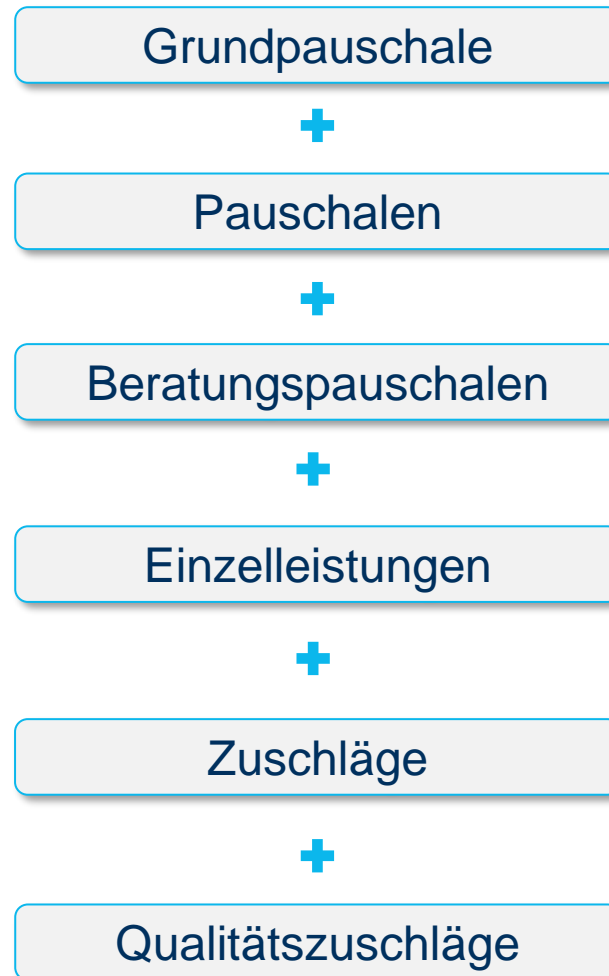 Grundpauschale
Pauschalen
Beratungspauschalen
Einzelleistungen
Zuschläge
Qualitätszuschläge